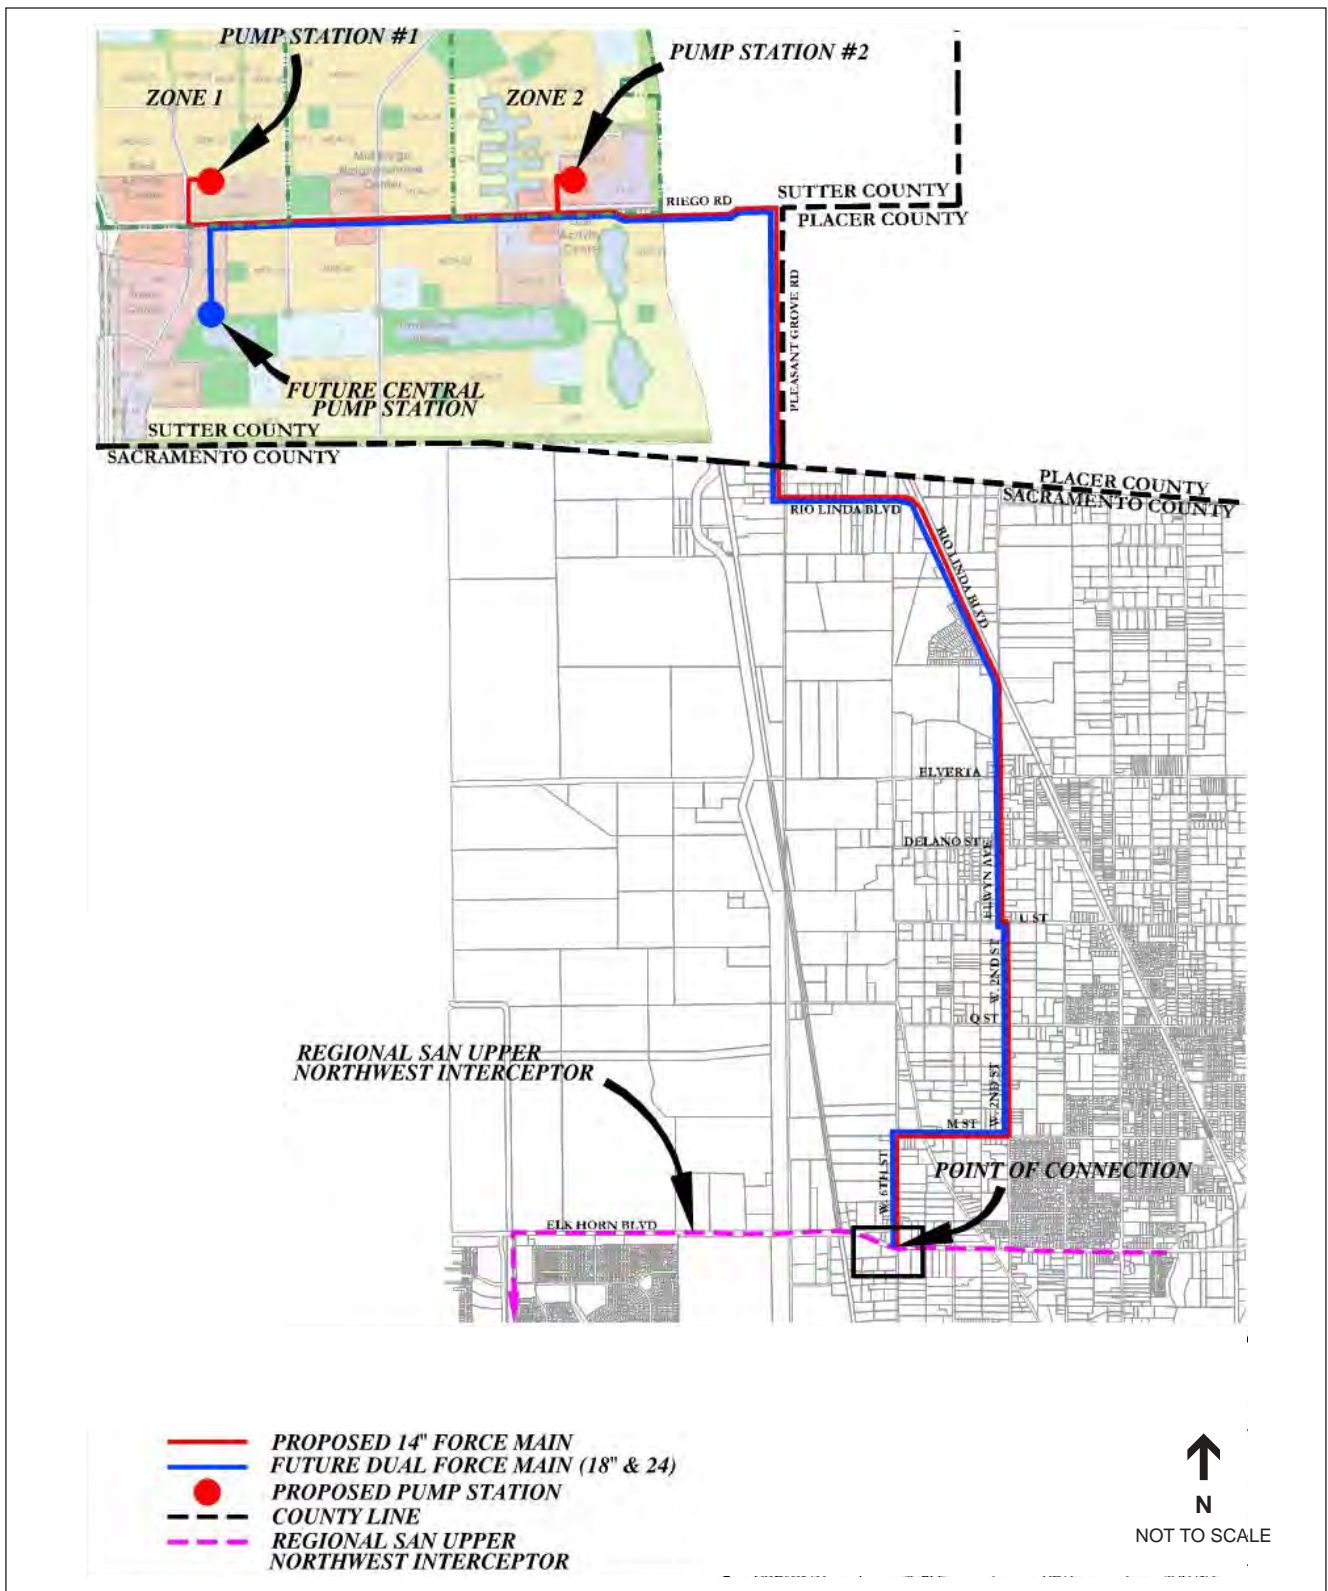 PUMP STATION #1
PUMP STATION #2
ZONE 1
ZONE 2
RIEGO RD
SUTTER COUNTY
PLACER COUNTY
PLEASANT GROVE RD
FUTURE CENTRAL
PUMP STATION
SUTTER COUNTY
SACRAMENTO COUNTY
PLACER COUNTY
SACRAMENTO COUNTY
RIO LINDA BLVD
RIO LINDA BLVD
ELVERTA
DELANO ST
ELWYN AVE
U ST
W. 2ND ST
Q ST
REGIONAL SAN UPPER
NORTHWEST INTERCEPTOR
W. 2ND ST
M ST
W. 6TH ST
POINT OF CONNECTION
ELK HORN BLVD
PROPOSED 14" FORCE MAIN
FUTURE DUAL FORCE MAIN (18" & 24)
PROPOSED PUMP STATION
COUNTY LINE
REGIONAL SAN UPPER
NORTHWEST INTERCEPTOR
N
NOT TO SCALE